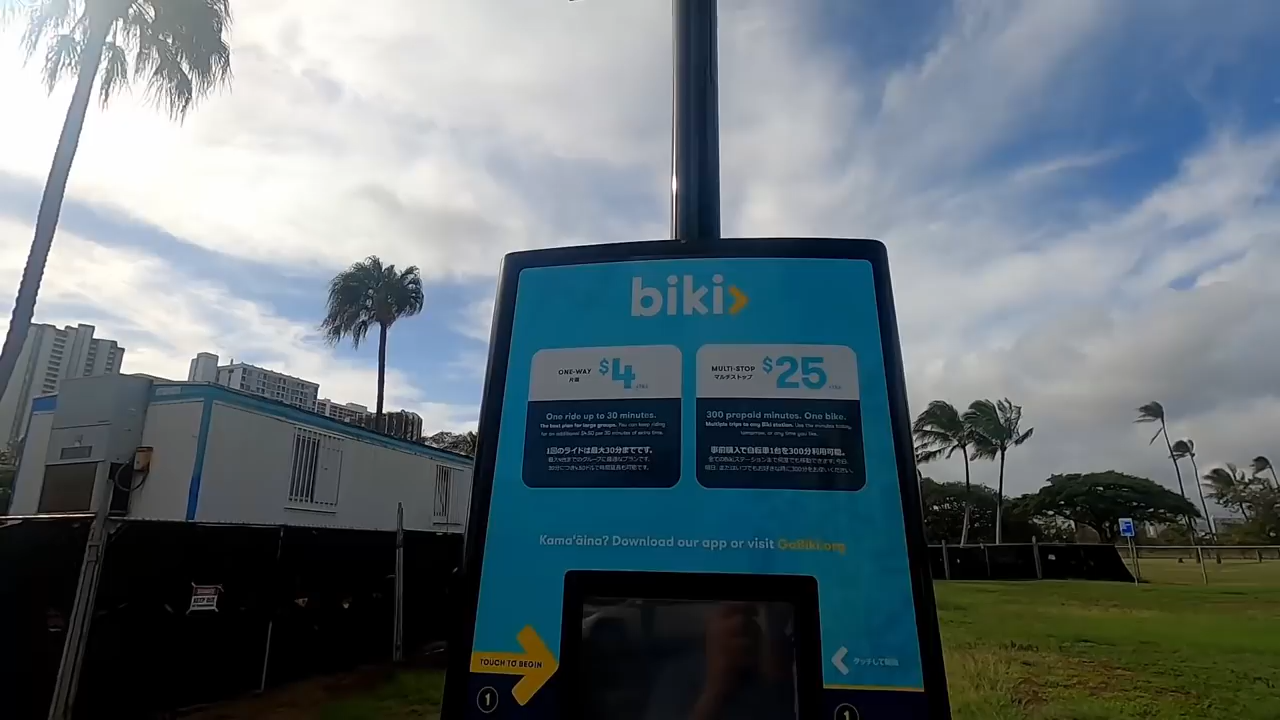 biki
ONE-WAY
片道
$4
One ride up to 30 minutes.
The best plan for large groups. You can keep riding
for an additional $4.50 per 30 minutes of extra time.
1回のライドは最大30分までです。
MULTI-STOP
マルチストップ
$25
300 prepaid minutes. One bike.
Multiple trips to any Biki station. Use the minutes today,
tomorrow, or any time you like.
事前購入で自転車1台を300分利用可能。
Kama'āina? Download our app or visit GoBiki.org
TOUCH TO BEGIN
タッチして開始
1
1